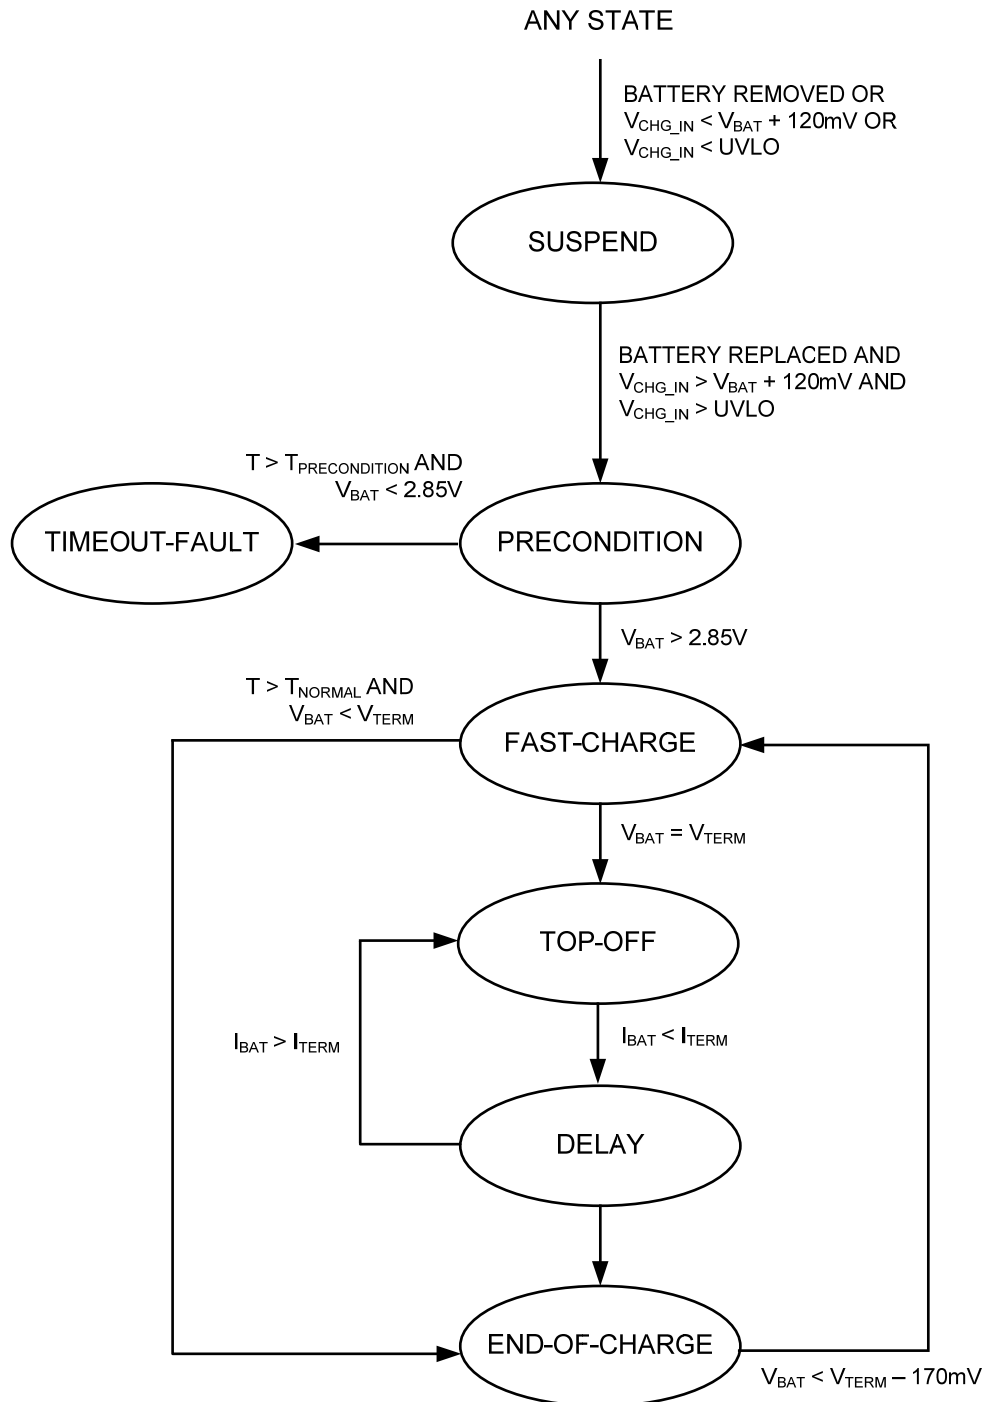 ANY STATE
BATTERY REMOVED OR
VCHG_IN < VBAT + 120mV OR
VCHG_IN < UVLO
SUSPEND
BATTERY REPLACED AND
VCHG_IN > VBAT + 120mV AND
VCHG_IN > UVLO
T > TPRECONDITION AND
VBAT < 2.85V
TIMEOUT-FAULT
PRECONDITION
VBAT > 2.85V
T > TNORMAL AND
VBAT < VTERM
FAST-CHARGE
VBAT = VTERM
TOP-OFF
IBAT > ITERM
IBAT < ITERM
DELAY
END-OF-CHARGE
VBAT < VTERM – 170mV